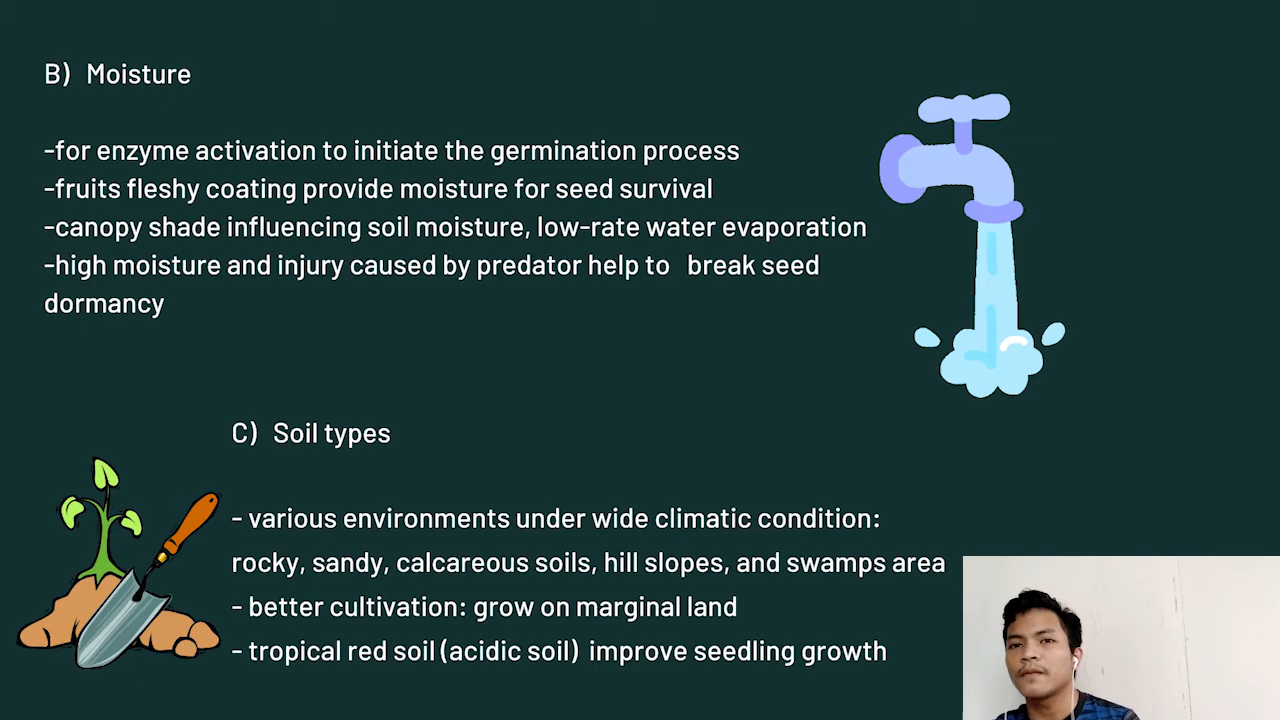 B) Moisture
-for enzyme activation to initiate the germination process
-fruits fleshy coating provide moisture for seed survival
-canopy shade influencing soil moisture, low-rate water evaporation
-high moisture and injury caused by predator help to break seed
dormancy
C) Soil types
- various environments under wide climatic condition:
rocky, sandy, calcareous soils, hill slopes, and swamps area
- better cultivation: grow on marginal land
- tropical red soil (acidic soil) improve seedling growth